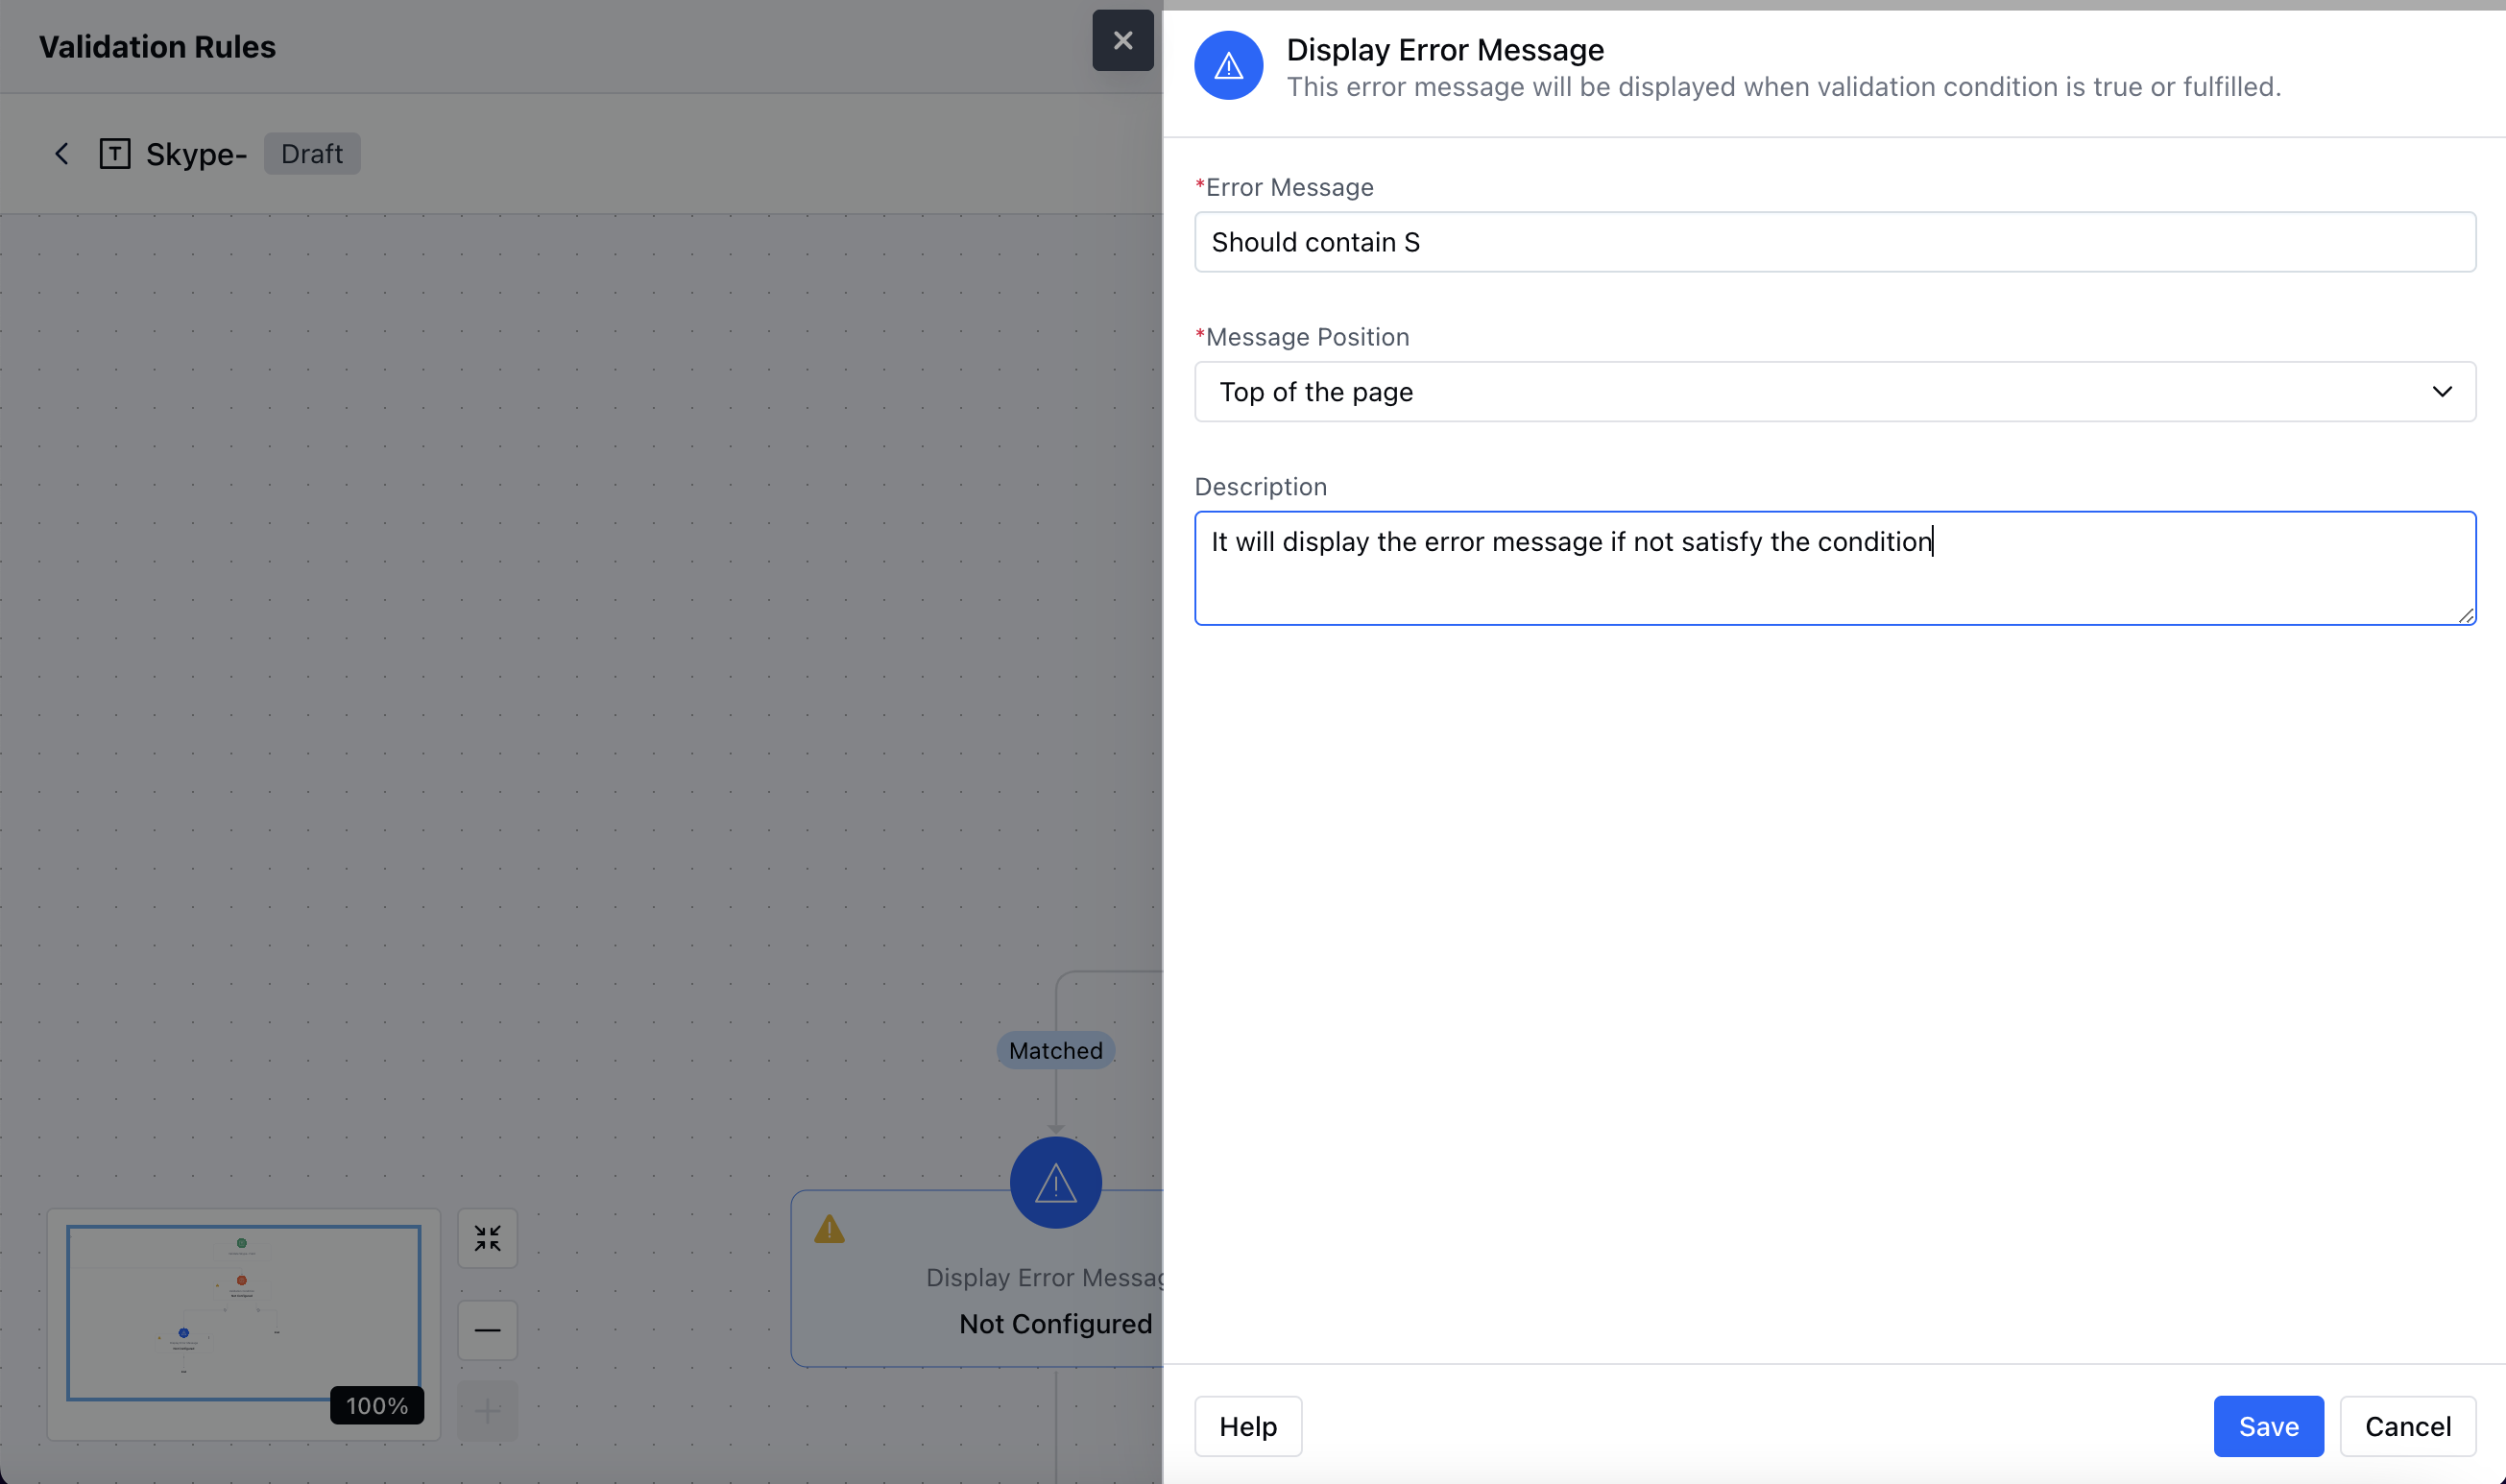 Validation Rules
Skype-
Draft
Display Error Message
This error message will be displayed when validation condition is true or fulfilled.
*Error Message
Should contain S
*Message Position
Top of the page
Description
It will display the error message if not satisfy the condition
Matched
Display Error Messag
Not Configured
100%
Help
Save
Cancel